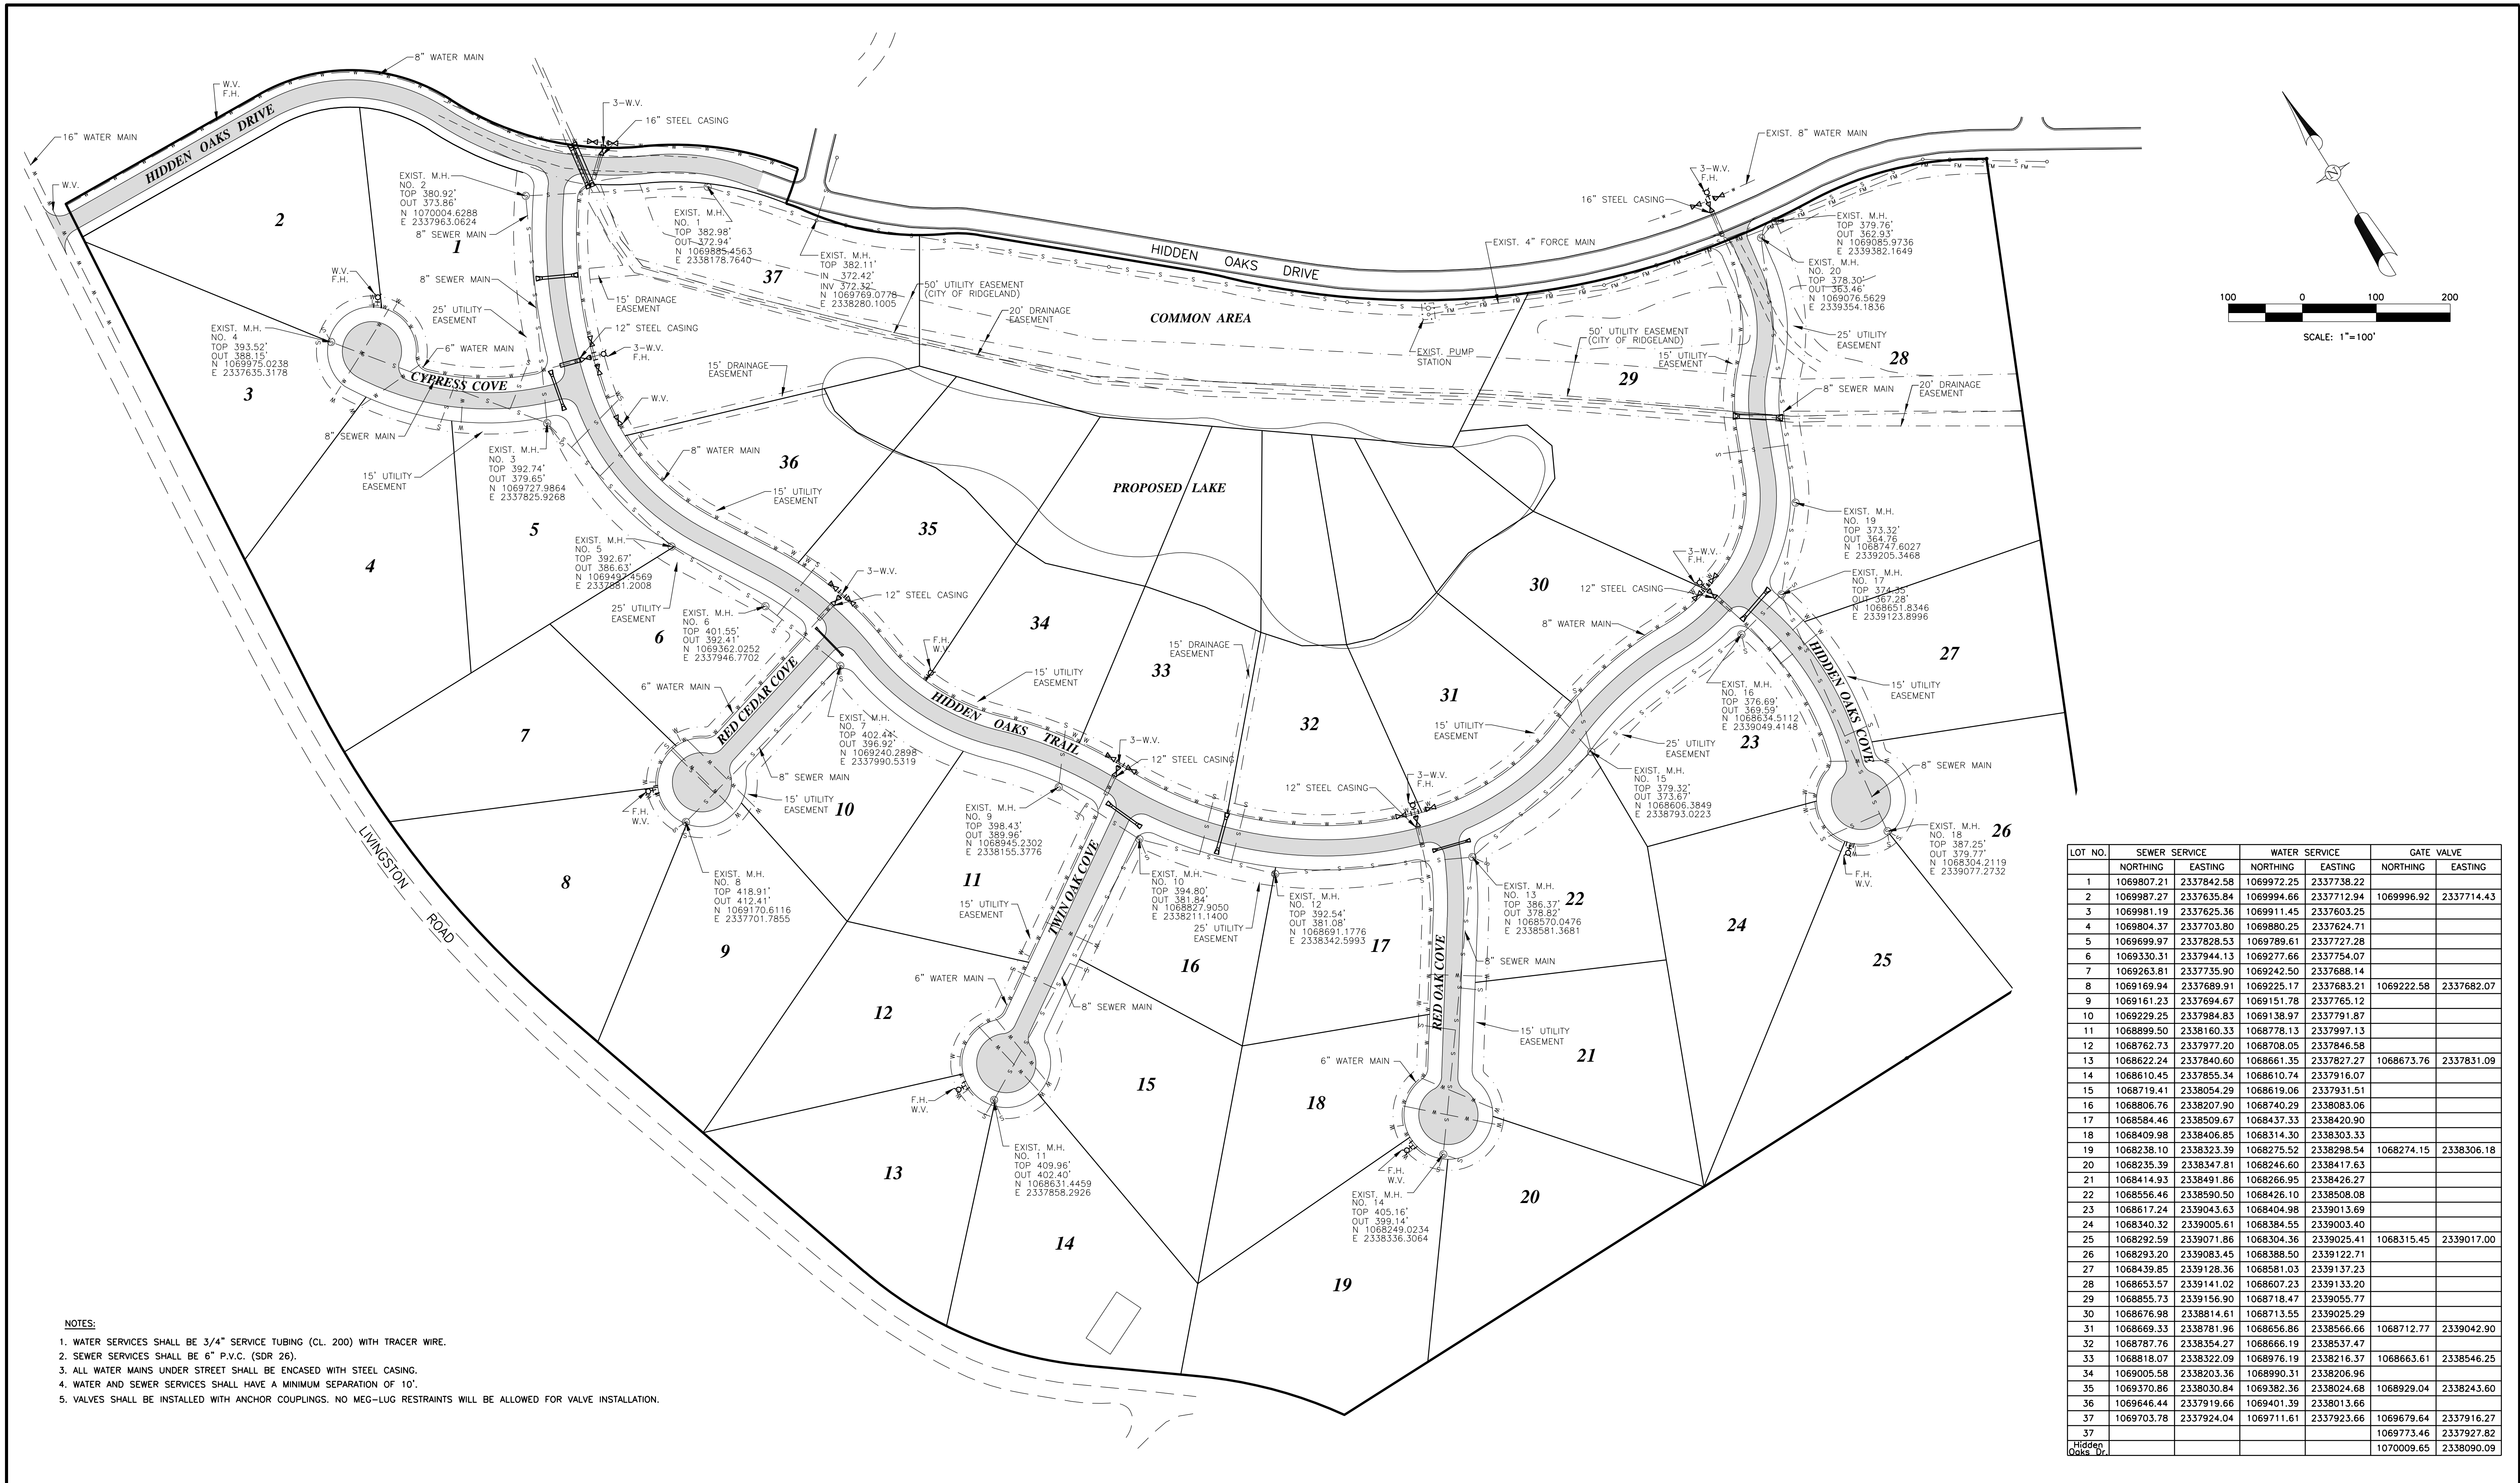 8" WATER MAIN
W.V.
F.H.
HIDDEN OAKS DRIVE
16" WATER MAIN
W.V.
3-W.V.
16" STEEL CASING
EXIST. M.H.
NO. 2
TOP 380.92'
OUT 373.86'
N 1070004.6288
E 2337963.0624
8" SEWER MAIN
2
1
EXIST. M.H.
NO. 1
TOP 382.98'
OUT 372.94'
N 1069885.4563
E 2338178.7640
37
EXIST. M.H.
TOP 382.11'
IN 372.42'
INV 372.32'
N 1069769.0778
E 2338280.1005
50' UTILITY EASEMENT
(CITY OF RIDGELAND)
20' DRAINAGE
EASEMENT
HIDDEN OAKS DRIVE
COMMON AREA
EXIST. 4" FORCE MAIN
EXIST. PUMP
STATION
EXIST. 8" WATER MAIN
3-W.V.
F.H.
16" STEEL CASING
EXIST. M.H.
TOP 379.76'
OUT 362.93'
N 1069085.9736
E 2339382.1649
EXIST. M.H.
NO. 20
TOP 378.30'
OUT 363.46'
N 1069076.5629
E 2339354.1836
25' UTILITY
EASEMENT
28
50' UTILITY EASEMENT
(CITY OF RIDGELAND)
15' UTILITY
EASEMENT
29
8" SEWER MAIN
20' DRAINAGE
EASEMENT
N
100 0 100 200
SCALE: 1"=100'
W.V.
F.H.
8" SEWER MAIN
15' DRAINAGE
EASEMENT
25' UTILITY
EASEMENT
12" STEEL CASING
3-W.V.
F.H.
EXIST. M.H.
NO. 4
TOP 393.52'
OUT 388.15'
N 1069975.0238
E 2337635.3178
6" WATER MAIN
CYPRESS COVE
3
15' DRAINAGE
EASEMENT
W.V.
8" SEWER MAIN
15' UTILITY
EASEMENT
EXIST. M.H.
NO. 3
TOP 392.74'
OUT 379.65'
N 1069727.9864
E 2337825.9268
8" WATER MAIN
36
15' UTILITY
EASEMENT
PROPOSED LAKE
35
5
4
EXIST. M.H.
NO. 5
TOP 392.67'
OUT 386.63'
N 1069497.4569
E 2337881.2008
25' UTILITY
EASEMENT
3-W.V.
12" STEEL CASING
EXIST. M.H.
NO. 6
TOP 401.55'
OUT 392.41'
N 1069362.0252
E 2337946.7702
6
34
F.H.
W.V.
15' UTILITY
EASEMENT
15' DRAINAGE
EASEMENT
33
30
3-W.V.
F.H.
12" STEEL CASING
8" WATER MAIN
EXIST. M.H.
NO. 19
TOP 373.32'
OUT 364.76
N 1068747.6027
E 2339205.3468
EXIST. M.H.
NO. 17
TOP 374.35'
OUT 367.28'
N 1068651.8346
E 2339123.8996
27
HIDDEN OAKS COVE
15' UTILITY
EASEMENT
6" WATER MAIN
RED CEDAR COVE
7
EXIST. M.H.
NO. 7
TOP 402.44'
OUT 396.92'
N 1069240.2898
E 2337990.5319
HIDDEN OAKS TRAIL
3-W.V.
12" STEEL CASING
32
31
15' UTILITY
EASEMENT
EXIST. M.H.
NO. 16
TOP 376.69'
OUT 369.59'
N 1068634.5112
E 2339049.4148
25' UTILITY
EASEMENT
23
8" SEWER MAIN
15' UTILITY
EASEMENT
10
F.H.
W.V.
EXIST. M.H.
NO. 9
TOP 398.43'
OUT 389.96'
N 1068945.2302
E 2338155.3776
12" STEEL CASING
3-W.V.
F.H.
EXIST. M.H.
NO. 15
TOP 379.32'
OUT 373.67'
N 1068606.3849
E 2338793.0223
8" SEWER MAIN
EXIST. M.H.
NO. 18
TOP 387.25'
OUT 379.77'
N 1068304.2119
E 2339077.2732
26
LIVINGSTON ROAD
8
EXIST. M.H.
NO. 8
TOP 418.91'
OUT 412.41'
N 1069170.6116
E 2337701.7855
11
15' UTILITY
EASEMENT
TWIN OAK COVE
EXIST. M.H.
NO. 10
TOP 394.80'
OUT 381.84'
N 1068827.9050
E 2338211.1400
25' UTILITY
EASEMENT
EXIST. M.H.
NO. 12
TOP 392.54'
OUT 381.08'
N 1068691.1776
E 2338342.5993
17
EXIST. M.H.
NO. 13
TOP 386.37'
OUT 378.82'
N 1068570.0476
E 2338581.3681
22
F.H.
W.V.
24
25
9
6" WATER MAIN
16
RED OAK COVE
8" SEWER MAIN
12
8" SEWER MAIN
15' UTILITY
EASEMENT
21
15
18
6" WATER MAIN
F.H.
W.V.
13
EXIST. M.H.
NO. 11
TOP 409.96'
OUT 402.40'
N 1068631.4459
E 2337858.2926
F.H.
W.V.
EXIST. M.H.
NO. 14
TOP 405.16'
OUT 399.14'
N 1068249.0234
E 2338336.3064
20
14
19
NOTES:
1. WATER SERVICES SHALL BE 3/4" SERVICE TUBING (CL. 200) WITH TRACER WIRE.
2. SEWER SERVICES SHALL BE 6" P.V.C. (SDR 26).
3. ALL WATER MAINS UNDER STREET SHALL BE ENCASED WITH STEEL CASING.
4. WATER AND SEWER SERVICES SHALL HAVE A MINIMUM SEPARATION OF 10'.
5. VALVES SHALL BE INSTALLED WITH ANCHOR COUPLINGS. NO MEG-LUG RESTRAINTS WILL BE ALLOWED FOR VALVE INSTALLATION.
LOT NO. SEWER SERVICE WATER SERVICE GATE VALVE
NORTHING EASTING NORTHING EASTING NORTHING EASTING
1 1069807.21 2337842.58 1069972.25 2337738.22
2 1069987.27 2337635.84 1069994.66 2337712.94 1069996.92 2337714.43
3 1069981.19 2337625.36 1069911.45 2337603.25
4 1069804.37 2337703.80 1069880.25 2337624.71
5 1069699.97 2337828.53 1069789.61 2337727.28
6 1069330.31 2337944.13 1069277.66 2337754.07
7 1069263.81 2337735.90 1069242.50 2337688.14
8 1069169.94 2337689.91 1069225.17 2337683.21 1069222.58 2337682.07
9 1069161.23 2337694.67 1069151.78 2337765.12
10 1069229.25 2337984.83 1069138.97 2337791.87
11 1068899.50 2338160.33 1068778.13 2337997.13
12 1068762.73 2337977.20 1068708.05 2337846.58
13 1068622.24 2337840.60 1068661.35 2337827.27 1068673.76 2337831.09
14 1068610.45 2337855.34 1068610.74 2337916.07
15 1068719.41 2338054.29 1068619.06 2337931.51
16 1068806.76 2338207.90 1068740.29 2338083.06
17 1068584.46 2338509.67 1068437.33 2338420.90
18 1068409.98 2338406.85 1068314.30 2338303.33
19 1068238.10 2338323.39 1068275.52 2338298.54 1068274.15 2338306.18
20 1068235.39 2338347.81 1068246.60 2338417.63
21 1068414.93 2338491.86 1068266.95 2338426.27
22 1068556.46 2338590.50 1068426.10 2338508.08
23 1068617.24 2339043.63 1068404.98 2339013.69
24 1068340.32 2339005.61 1068384.55 2339003.40
25 1068292.59 2339071.86 1068304.36 2339025.41 1068315.45 2339017.00
26 1068293.20 2339083.45 1068388.50 2339122.71
27 1068439.85 2339128.36 1068581.03 2339137.23
28 1068653.57 2339141.02 1068607.23 2339133.20
29 1068855.73 2339156.90 1068718.47 2339055.77
30 1068676.98 2338814.61 1068713.55 2339025.29
31 1068669.33 2338781.96 1068656.86 2338566.66 1068712.77 2339042.90
32 1068787.76 2338354.27 1068666.19 2338537.47
33 1068818.07 2338322.09 1068976.19 2338216.37 1068663.61 2338546.25
34 1069005.58 2338203.36 1068990.31 2338206.96
35 1069370.86 2338030.84 1069382.36 2338024.68 1068929.04 2338243.60
36 1069646.44 2337919.66 1069401.39 2338013.66
37 1069703.78 2337924.04 1069711.61 2337923.66 1069679.64 2337916.27
37 1069773.46 2337927.82
Hidden Oaks Dr. 1070009.65 2338090.09